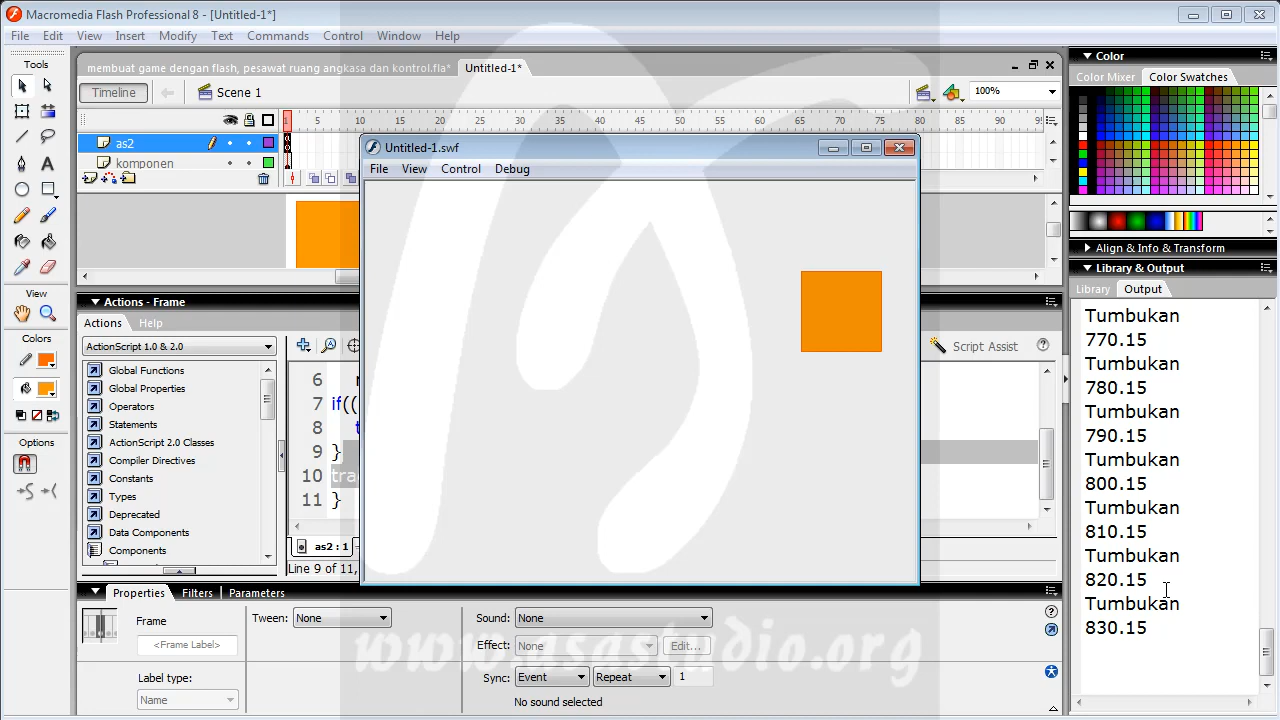 Macromedia Flash Professional 8 - [Untitled-1*]
File Edit View Insert Modify Text Commands Control Window Help
Tools
View
Colors
Options
membuat game dengan flash, pesawat ruang angkasa dan kontrol.fla* Untitled-1*
Timeline Scene 1 100%
1 5 10 15 20 25 30 35 40 45 50 55 60 65 70 75 80 85 90 95
as2
komponen
Untitled-1.swf
File View Control Debug
Actions - Frame
Actions Help
ActionScript 1.0 & 2.0
Global Functions
Global Properties
Operators
Statements
ActionScript 2.0 Classes
Compiler Directives
Constants
Types
Deprecated
Data Components
Components
Script Assist
6
7 if((
8 t
9 }
10 tra
11 }
as2 : 1
Line 9 of 11,
Properties Filters Parameters
Frame
<Frame Label>
Label type:
Name
Tween: None
Sound: None
Effect: None Edit...
Sync: Event Repeat 1
No sound selected
www.asastudio.org
Color
Color Mixer Color Swatches
Align & Info & Transform
Library & Output
Library Output
Tumbukan
770.15
Tumbukan
780.15
Tumbukan
790.15
Tumbukan
800.15
Tumbukan
810.15
Tumbukan
820.15
Tumbukan
830.15